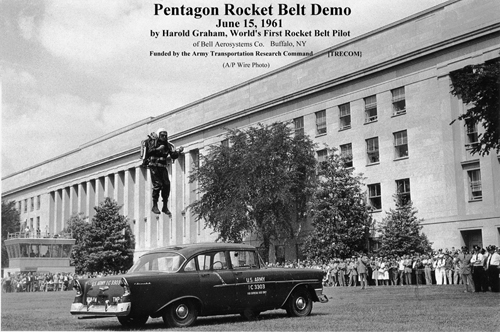 Pentagon Rocket Belt Demo
June 15, 1961
by Harold Graham, World's First Rocket Belt Pilot
of Bell Aerosystems Co. Buffalo, NY
Funded by the Army Transportation Research Command [TRECOM]
(A/P Wire Photo)
U.S. ARMY